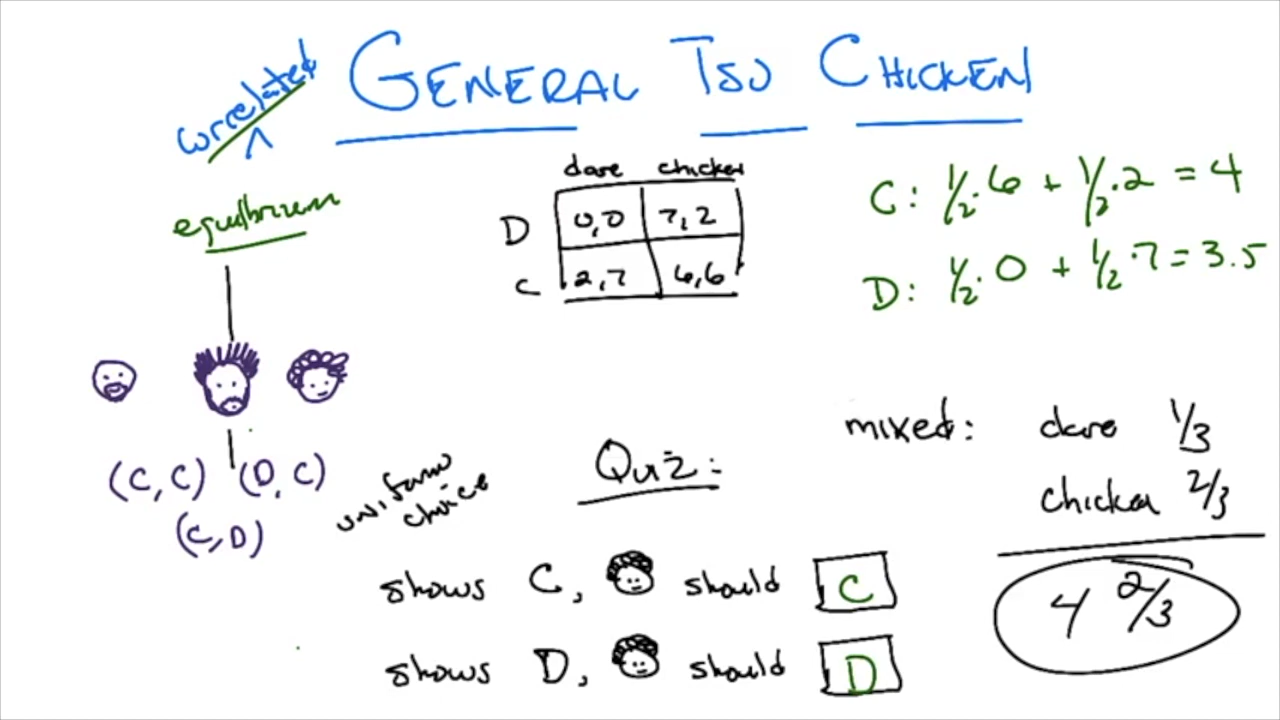 GENERAL TSO CHICKEN
correlated
^
equilibrium
dare chicken
D 0,0 7,2
C 2,7 6,6
C: 1/2·6 + 1/2·2 = 4
D: 1/2·0 + 1/2·7 = 3.5
(C,C) (D,C)
(C,D)
uniform
choice
Quiz:
shows C, should C
shows D, should D
mixed: dare 1/3
chicken 2/3
4 2/3